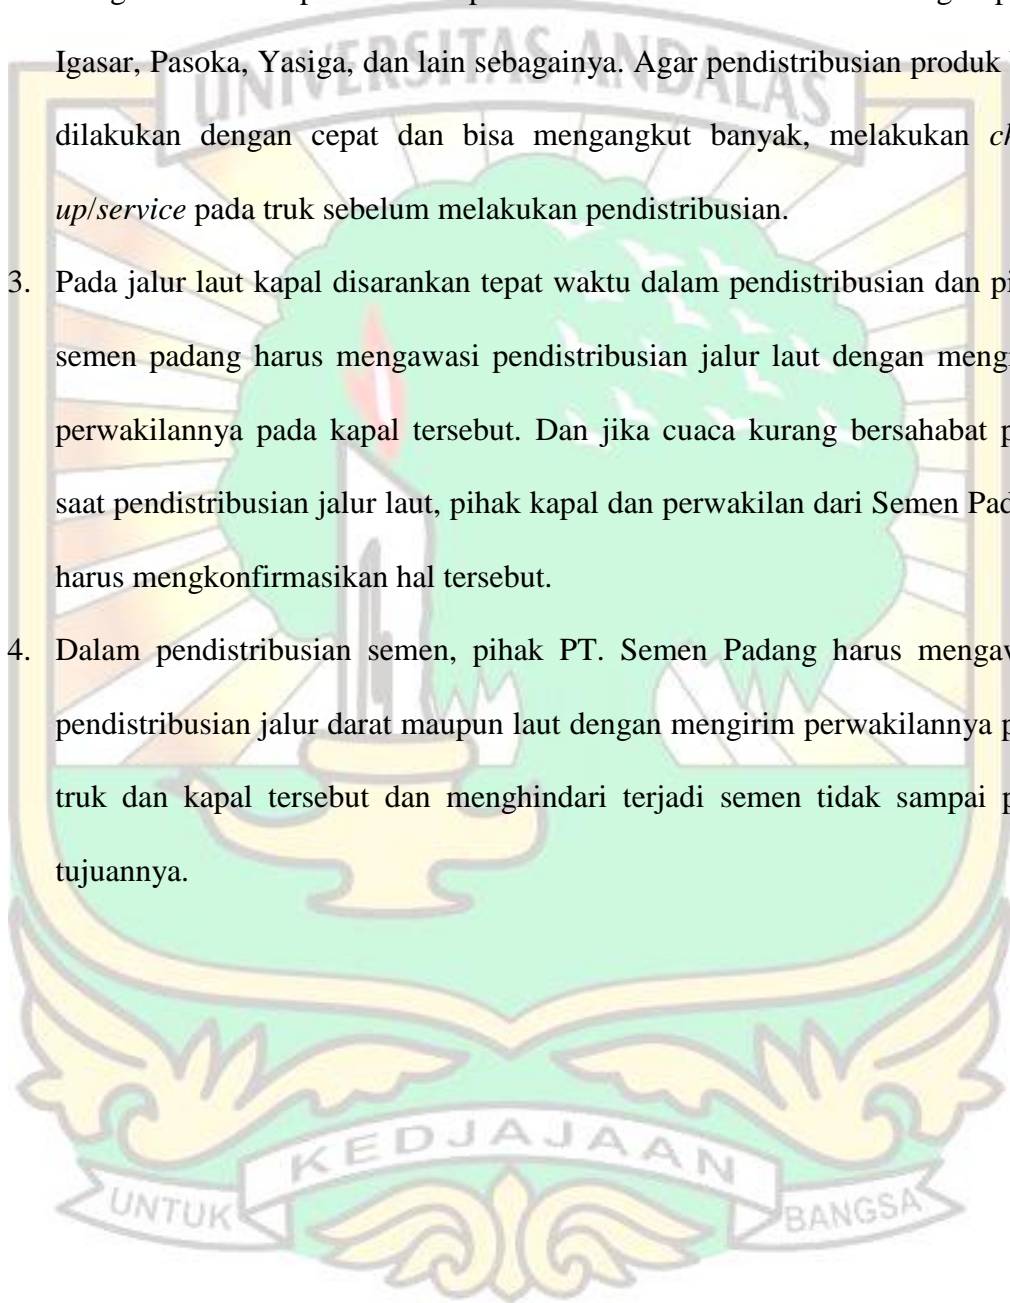 Igasar, Pasoka, Yasiga, dan lain sebagainya. Agar pendistribusian produk
dilakukan dengan cepat dan bisa mengangkut banyak, melakukan ch
up/service pada truk sebelum melakukan pendistribusian.
3. Pada jalur laut kapal disarankan tepat waktu dalam pendistribusian dan pi
semen padang harus mengawasi pendistribusian jalur laut dengan mengi
perwakilannya pada kapal tersebut. Dan jika cuaca kurang bersahabat p
saat pendistribusian jalur laut, pihak kapal dan perwakilan dari Semen Pad
harus mengkonfirmasikan hal tersebut.
4. Dalam pendistribusian semen, pihak PT. Semen Padang harus mengaw
pendistribusian jalur darat maupun laut dengan mengirim perwakilannya p
truk dan kapal tersebut dan menghindari terjadi semen tidak sampai p
tujuannya.
UNIVERSITAS ANDALAS
KEDJAJAAN
UNTUK BANGSA